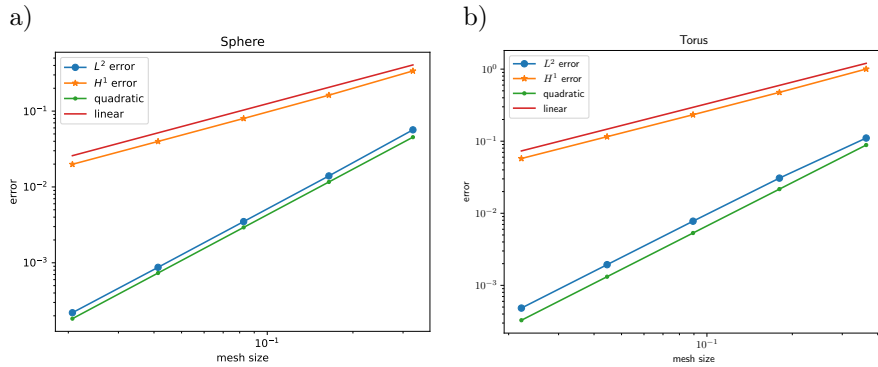 a)
Sphere
L² error
H¹ error
quadratic
linear
10⁻¹
10⁻²
10⁻³
error
10⁻¹
mesh size
b)
Torus
L² error
H¹ error
quadratic
linear
10⁰
10⁻¹
10⁻²
10⁻³
error
10⁻¹
mesh size